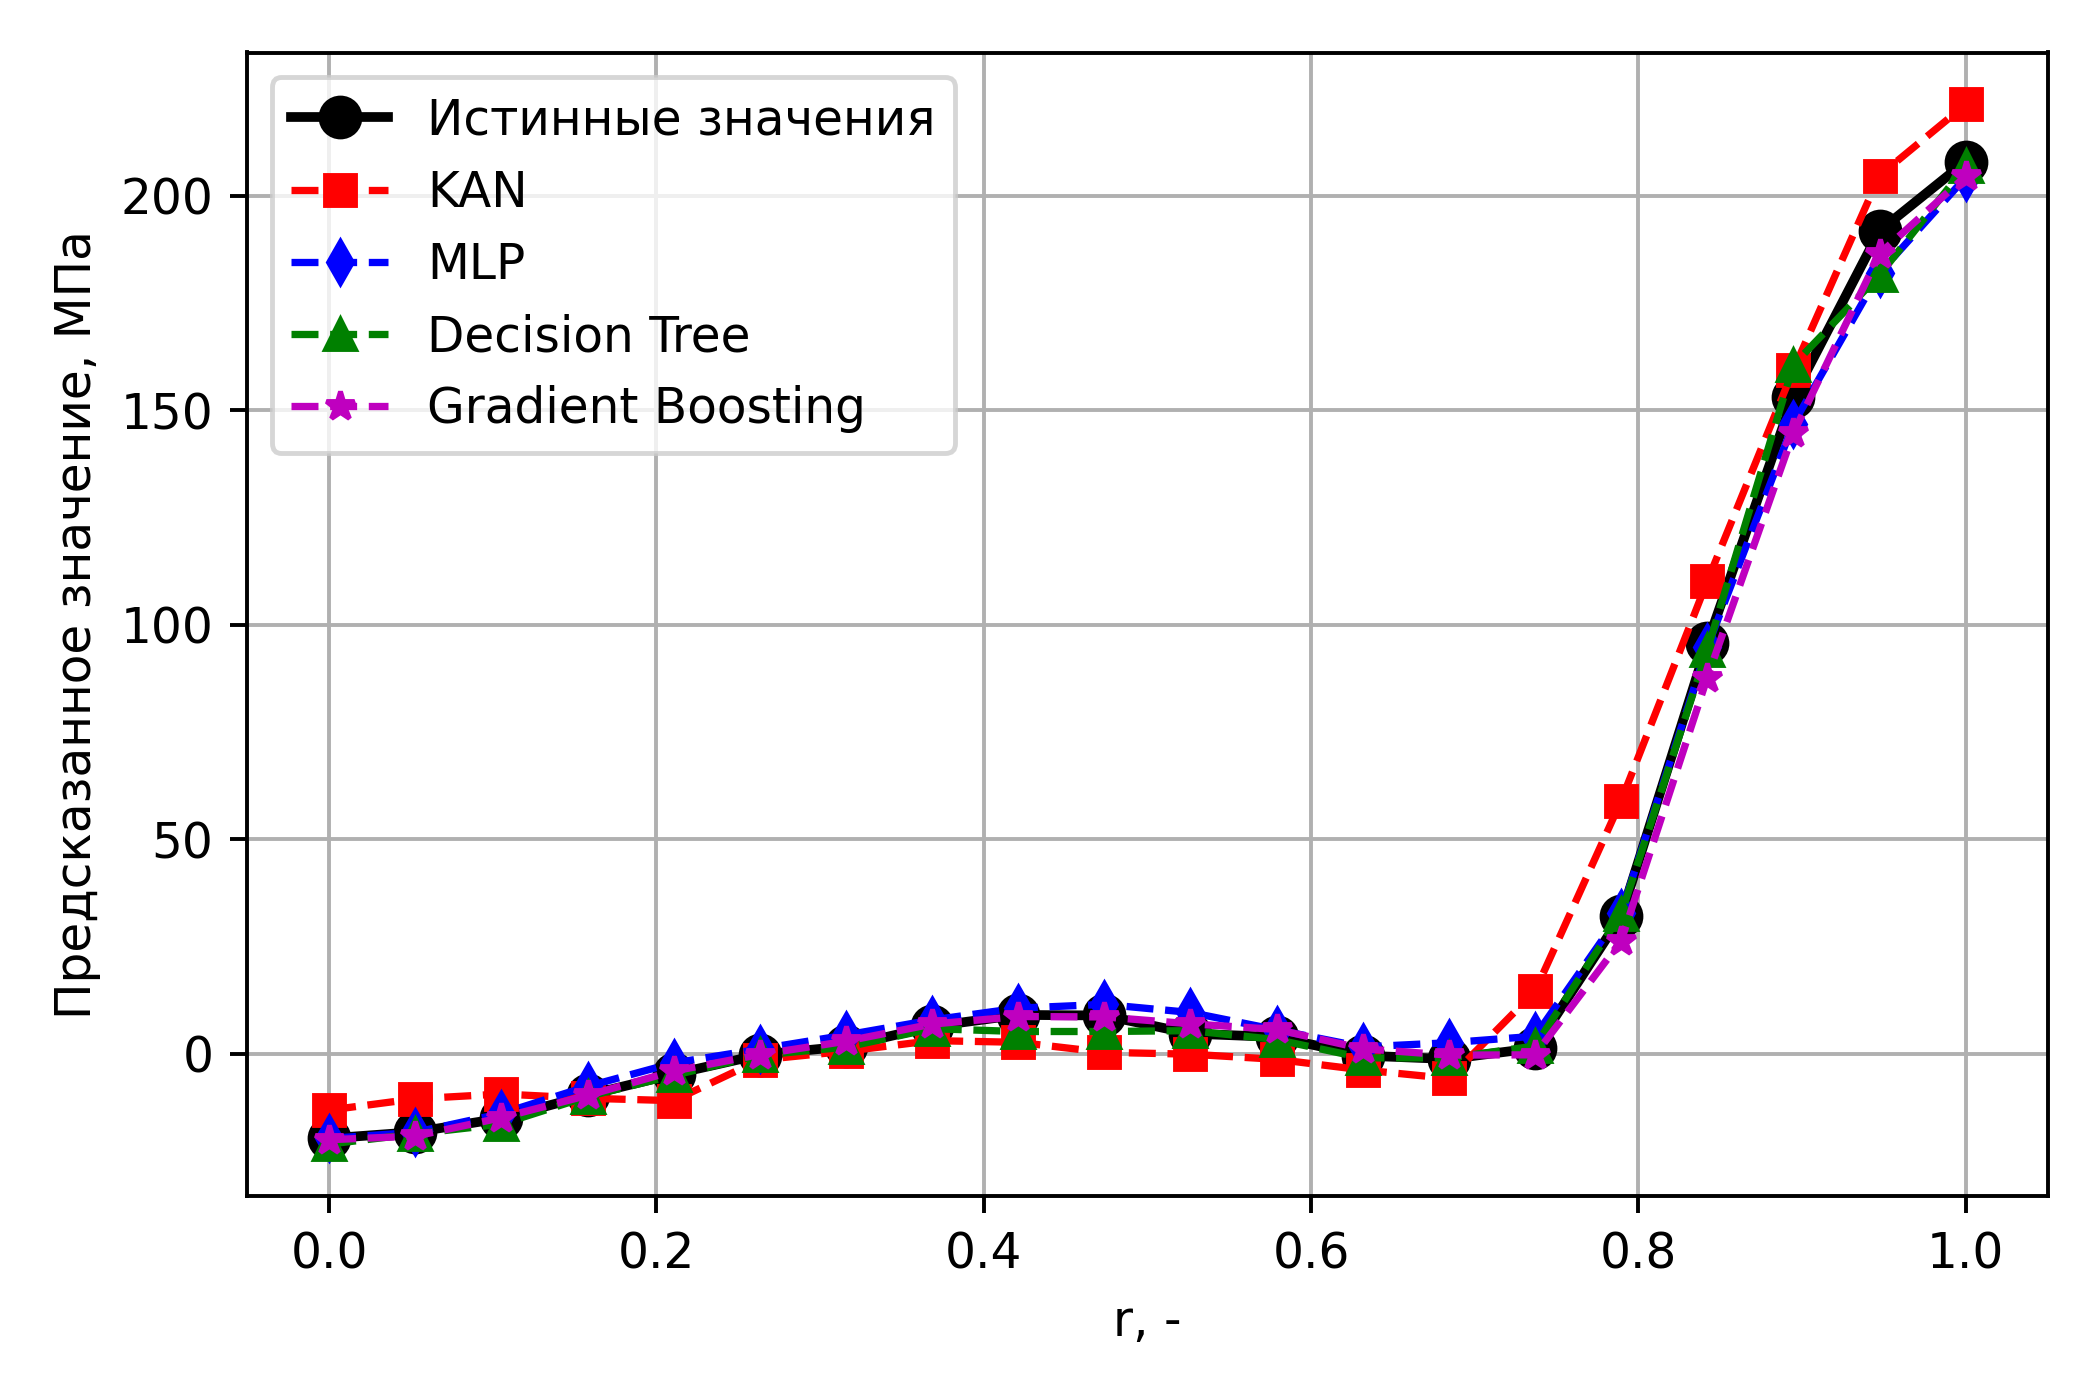 Истинные значения
KAN
MLP
Decision Tree
Gradient Boosting
Предсказанное значение, МПа
200
150
100
50
0
0.0 0.2 0.4 0.6 0.8 1.0
r, -